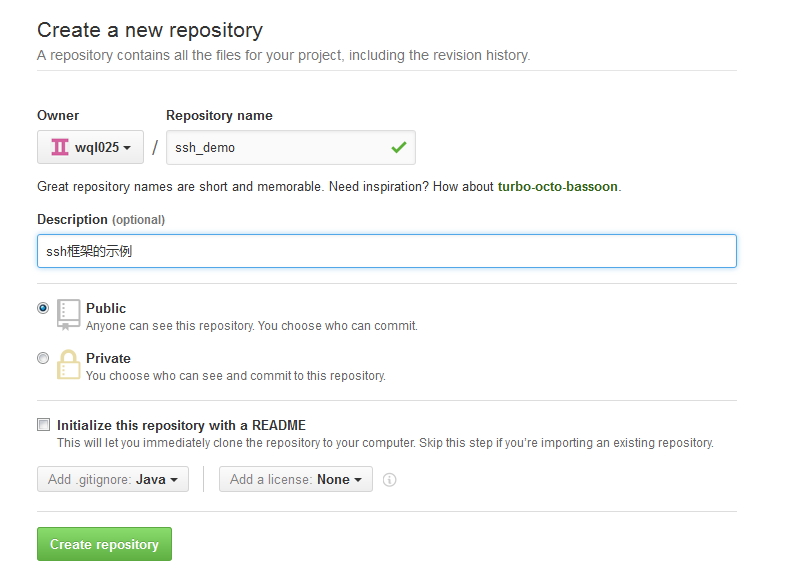 Create a new repository
A repository contains all the files for your project, including the revision history.
Owner
Repository name
wql025
/
ssh_demo
Great repository names are short and memorable. Need inspiration? How about turbo-octo-bassoon.
Description (optional)
ssh框架的示例
Public
Anyone can see this repository. You choose who can commit.
Private
You choose who can see and commit to this repository.
Initialize this repository with a README
This will let you immediately clone the repository to your computer. Skip this step if you’re importing an existing repository.
Add .gitignore: Java
Add a license: None
Create repository